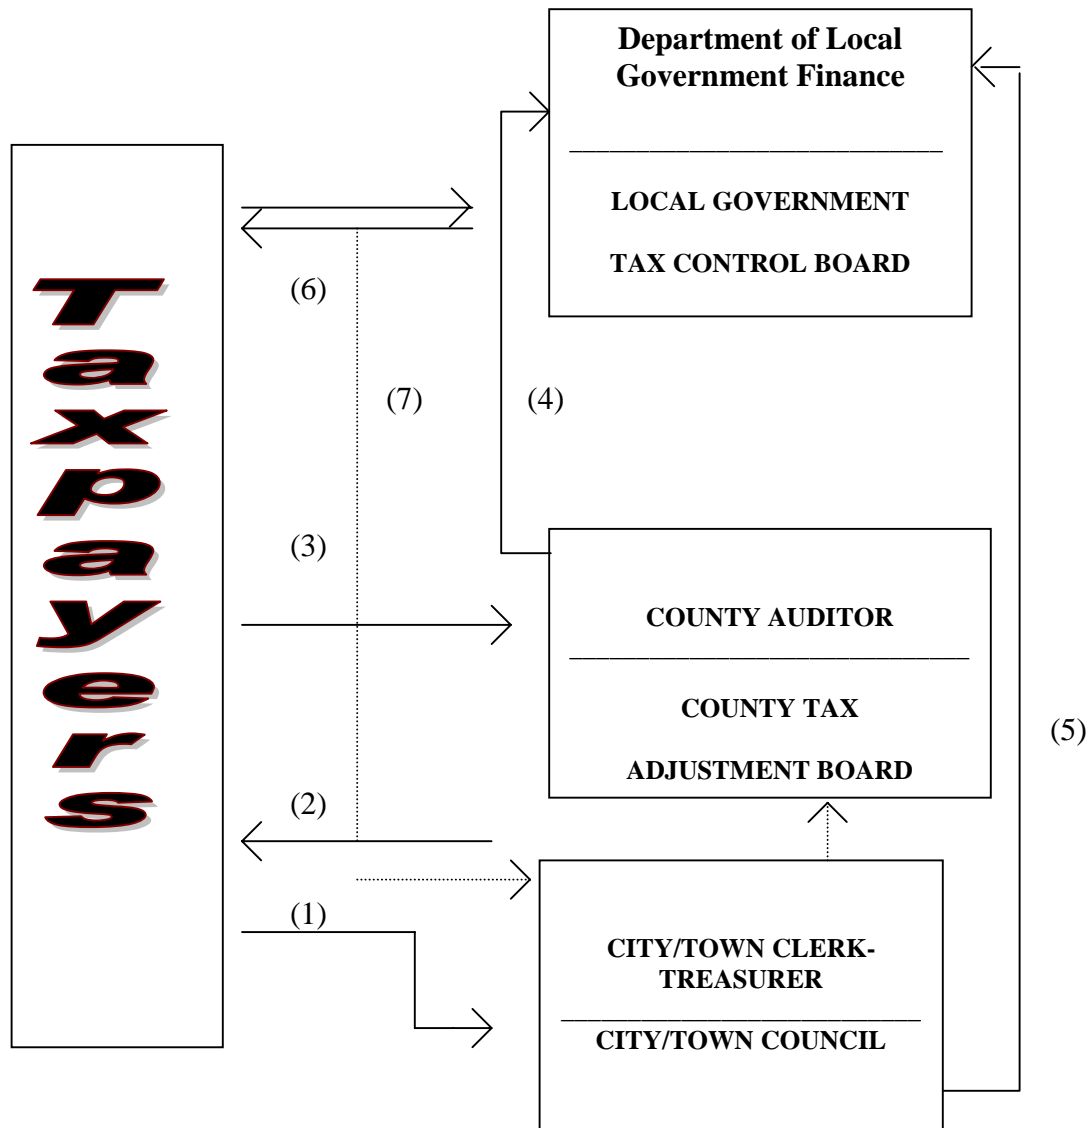 Taxpayers
Department of Local
Government Finance
LOCAL GOVERNMENT
TAX CONTROL BOARD
(6)
(7)
(4)
(3)
COUNTY AUDITOR
COUNTY TAX
ADJUSTMENT BOARD
(5)
(2)
(1)
CITY/TOWN CLERK-
TREASURER
CITY/TOWN COUNCIL